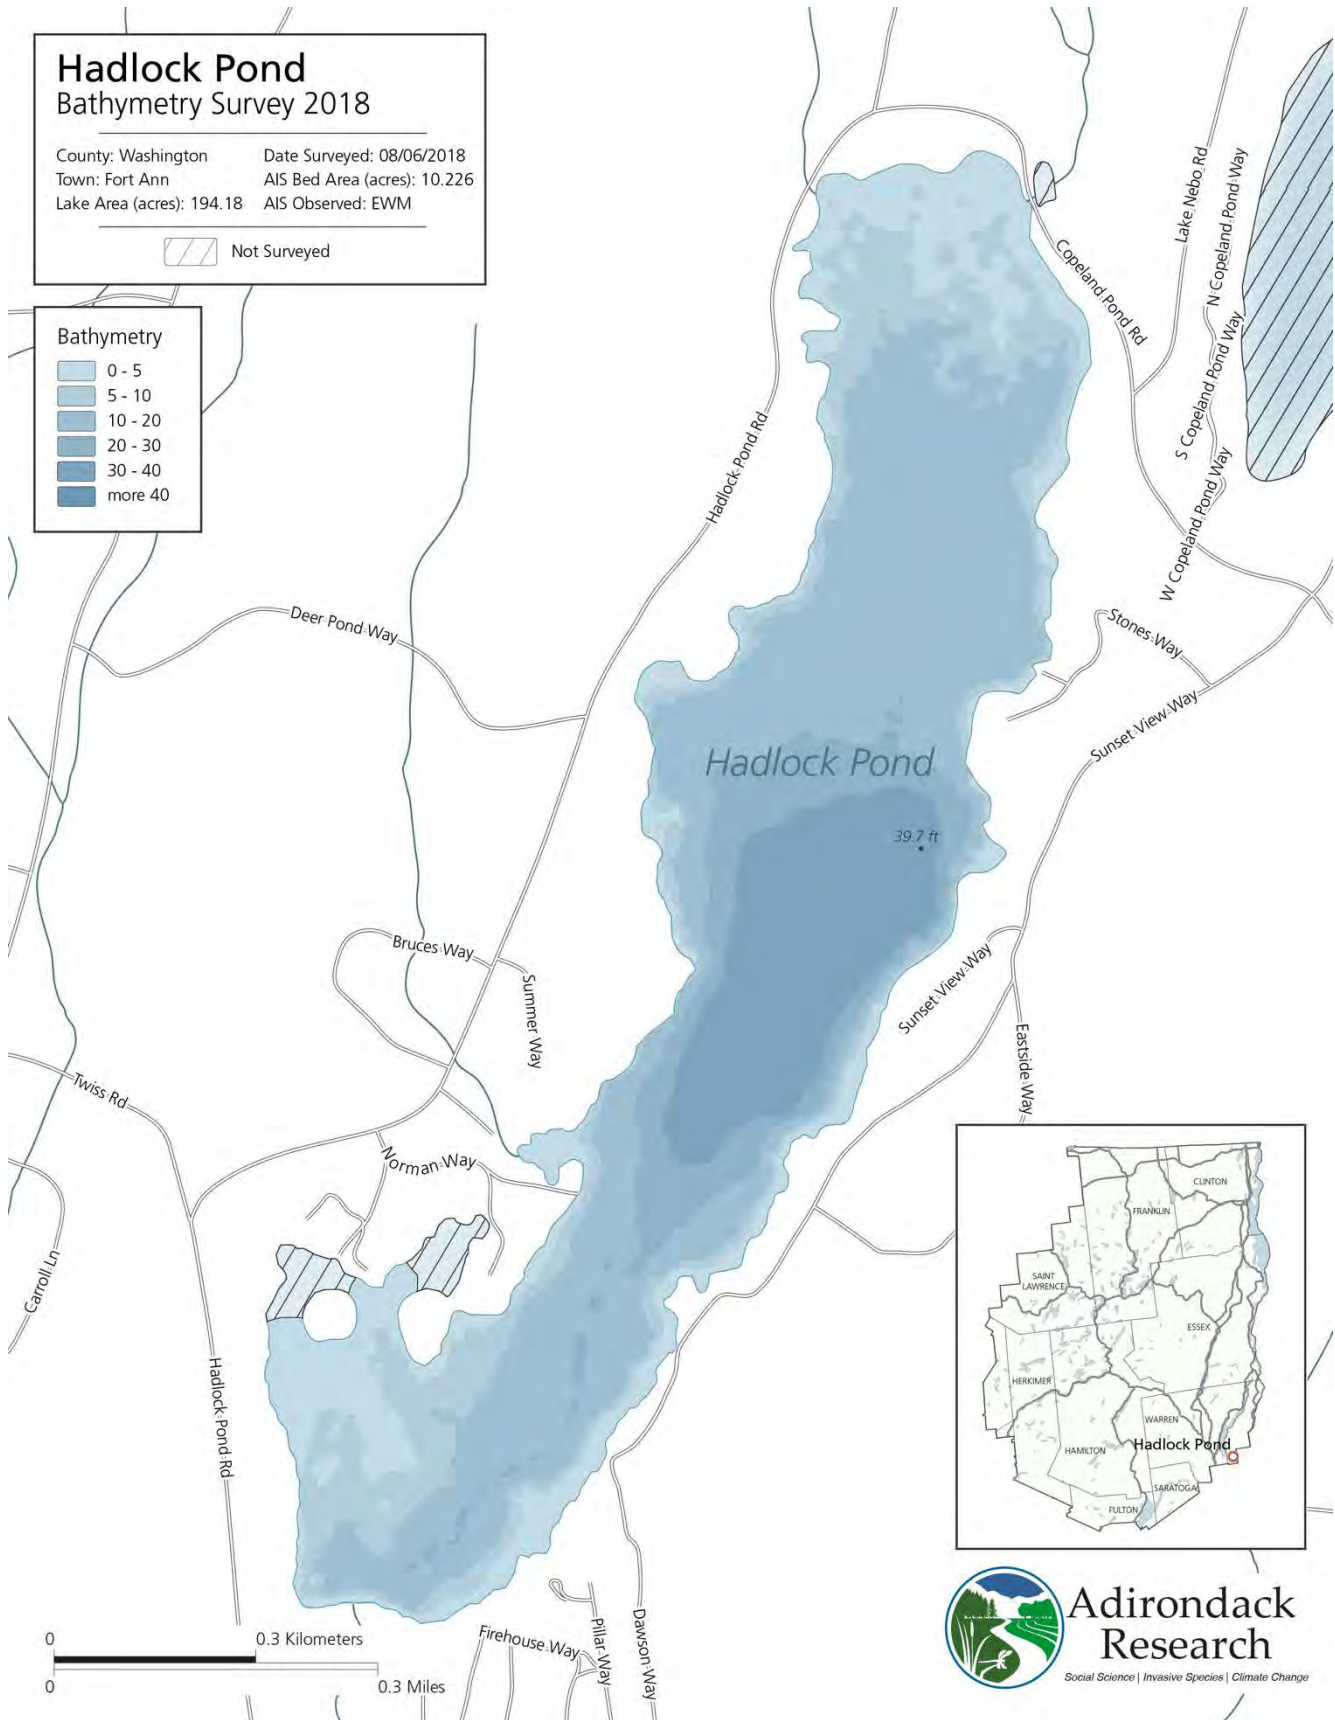 Hadlock Pond
Bathymetry Survey 2018
County: Washington
Date Surveyed: 08/06/2018
Town: Fort Ann
AIS Bed Area (acres): 10.226
Lake Area (acres): 194.18
AIS Observed: EWM
Not Surveyed
Bathymetry
0 - 5
5 - 10
10 - 20
20 - 30
30 - 40
more 40
Lake Nebo Rd
N Copeland Pond Way
Copeland Pond Rd
S Copeland Pond Way
Hadlock Pond Rd
W Copeland Pond Way
Deer Pond Way
Stones Way
Sunset View Way
Hadlock Pond
39.7 ft
Bruces Way
Summer Way
Sunset View Way
Eastside Way
Twiss Rd
Norman Way
Carroll Ln
Hadlock Pond Rd
CLINTON
FRANKLIN
SAINT
LAWRENCE
ESSEX
HERKIMER
WARREN
Hadlock Pond
HAMILTON
SARATOGA
FULTON
Firehouse Way
Pillar Way
Dawson Way
0
0.3 Kilometers
0
0.3 Miles
Adirondack
Research
Social Science | Invasive Species | Climate Change